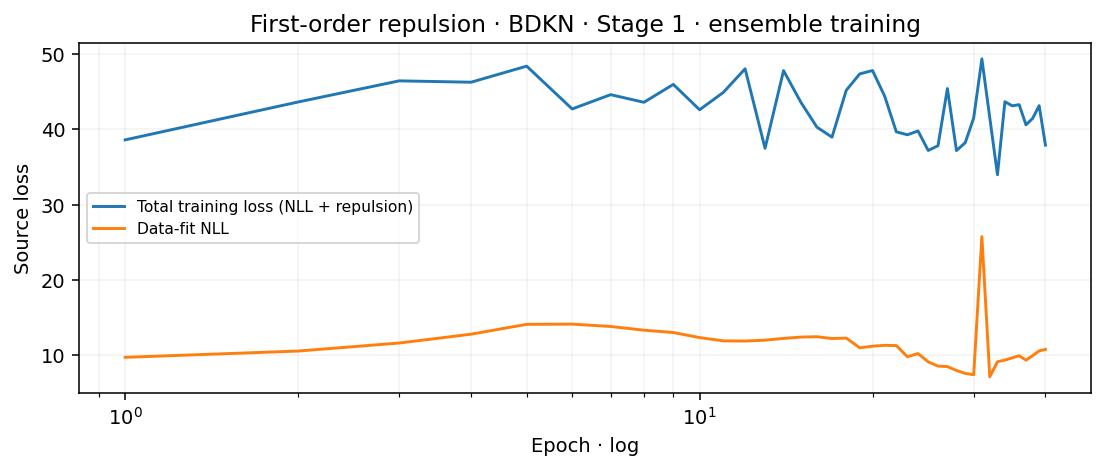 First-order repulsion · BDKN · Stage 1 · ensemble training
50
40
30
20
10
Source loss
Total training loss (NLL + repulsion)
Data-fit NLL
10⁰
10¹
Epoch · log